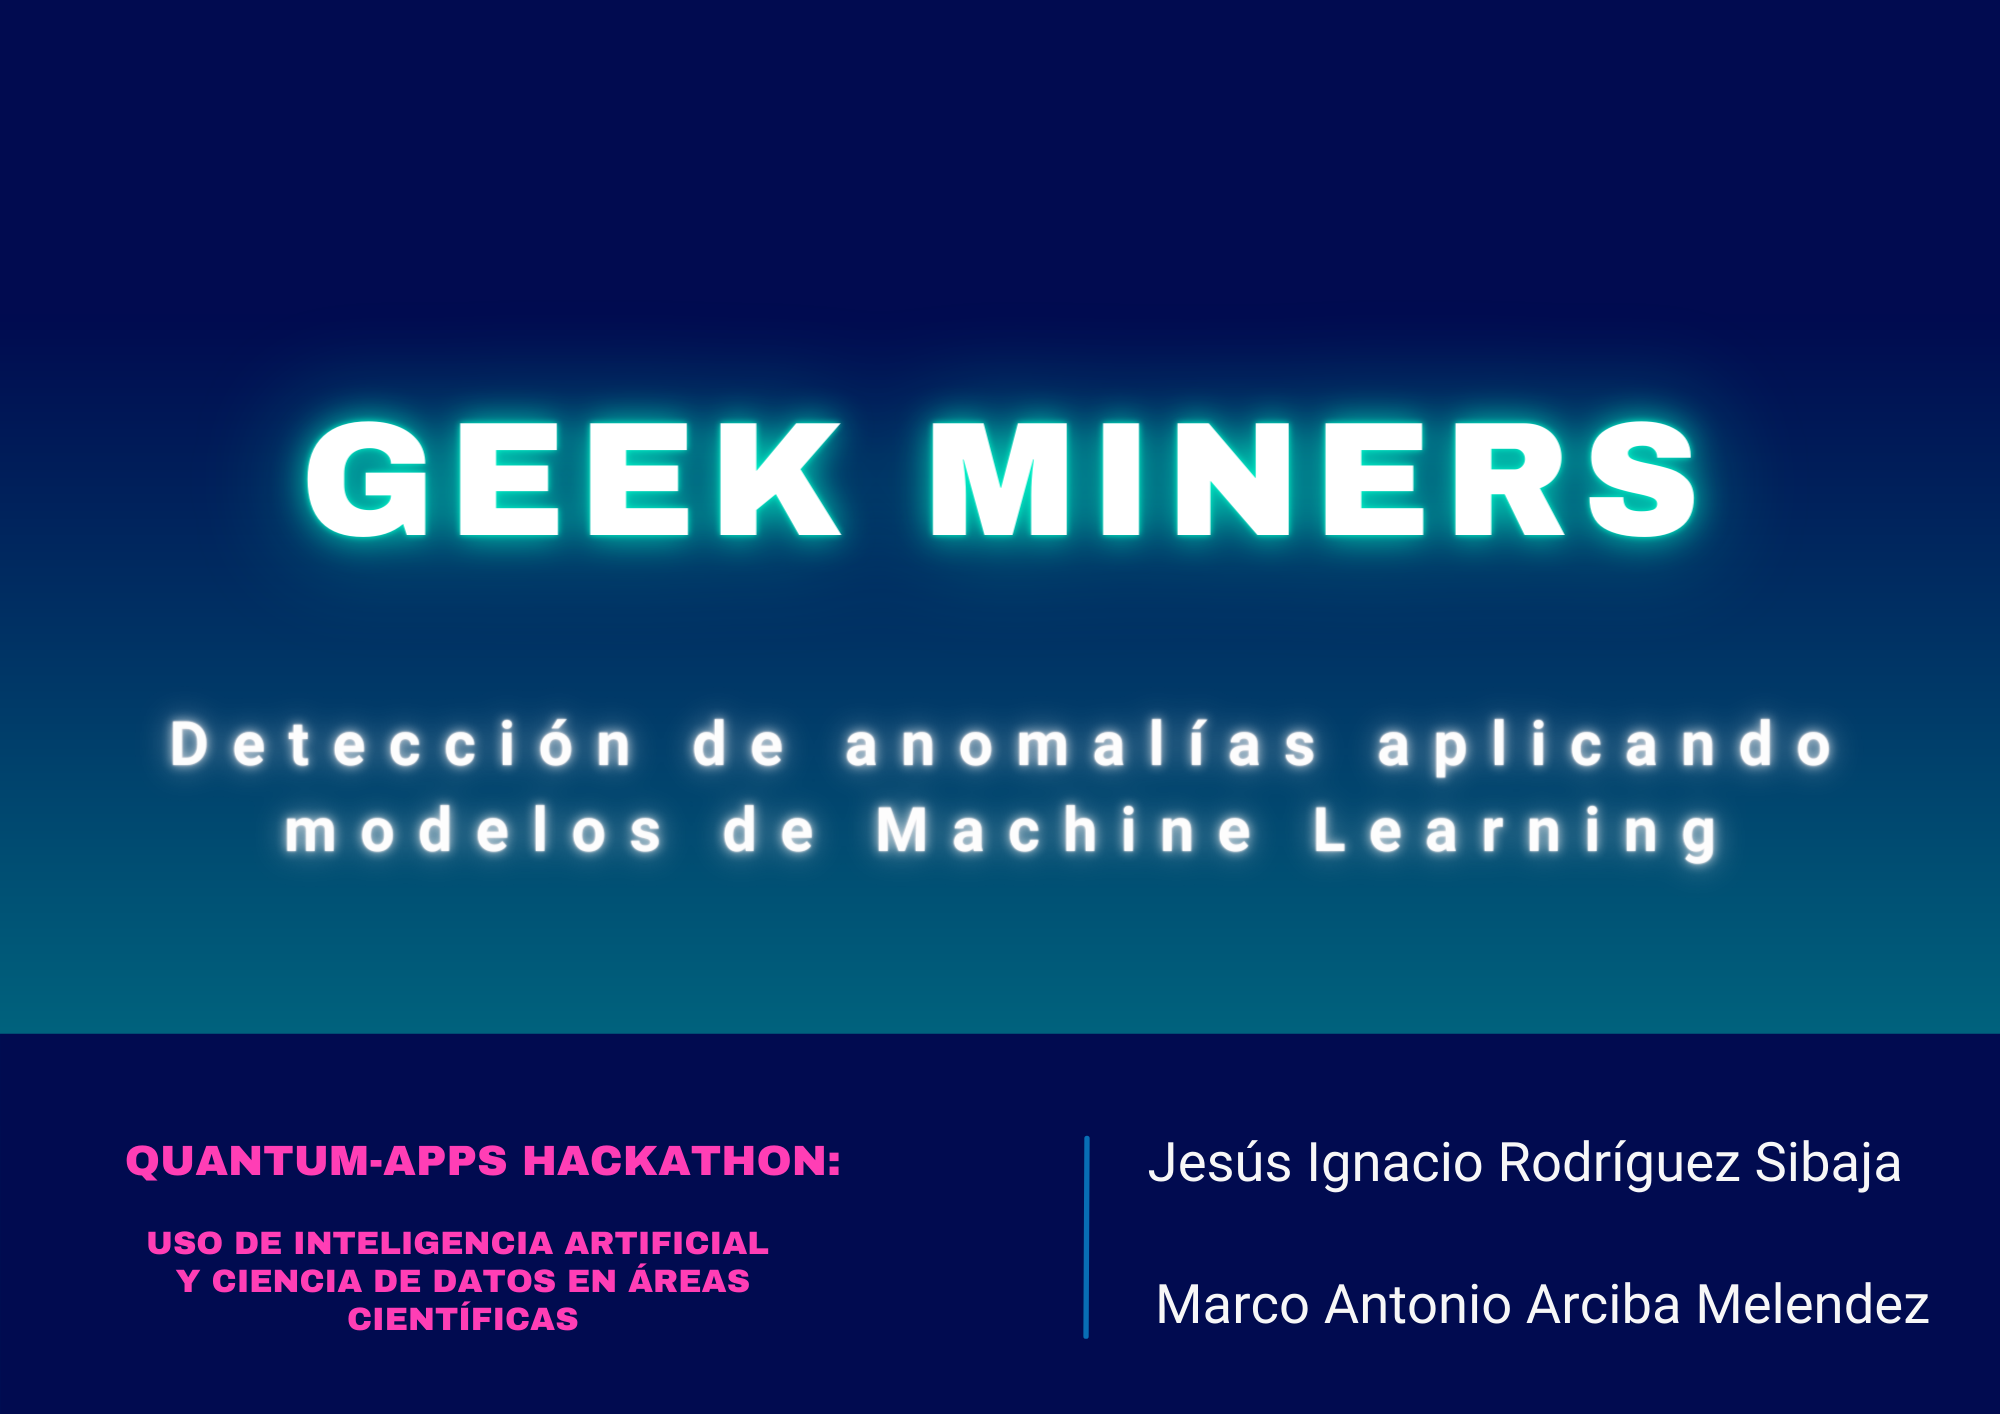 GEEK MINERS
Detección de anomalías aplicando
modelos de Machine Learning
QUANTUM-APPS HACKATHON:
USO DE INTELIGENCIA ARTIFICIAL
Y CIENCIA DE DATOS EN ÁREAS
CIENTÍFICAS
Jesús Ignacio Rodríguez Sibaja
Marco Antonio Arciba Melendez